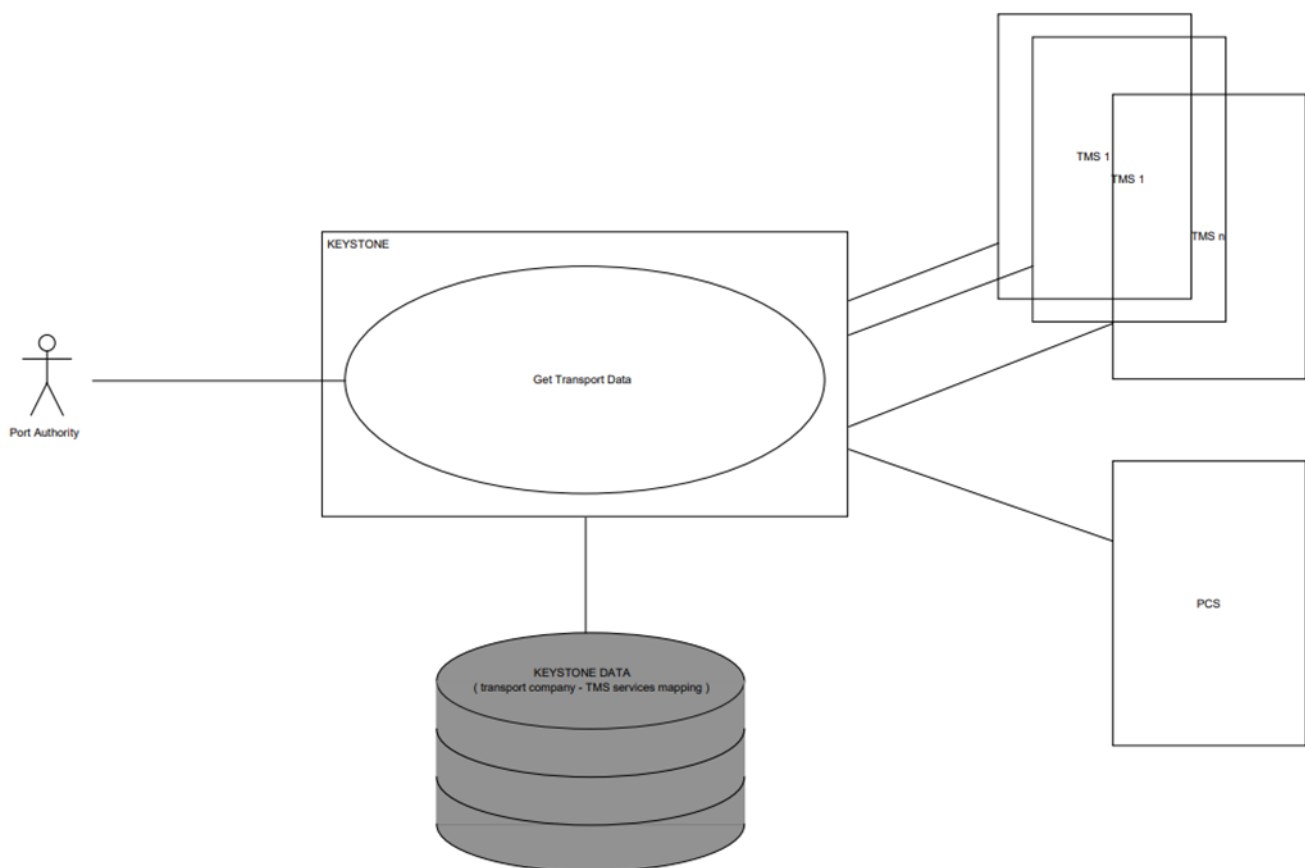 TMS 1
TMS 1
TMS n
KEYSTONE
Get Transport Data
Port Authority
PCS
KEYSTONE DATA
( transport company - TMS services mapping )